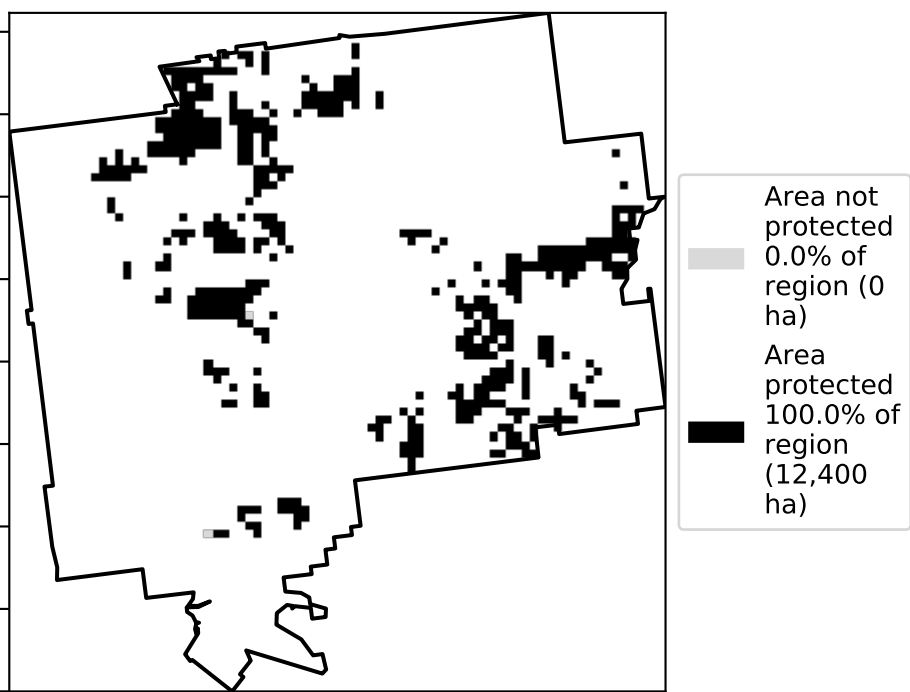 Area not
protected
0.0% of
region (0
ha)
Area
protected
100.0% of
region
(12,400
ha)